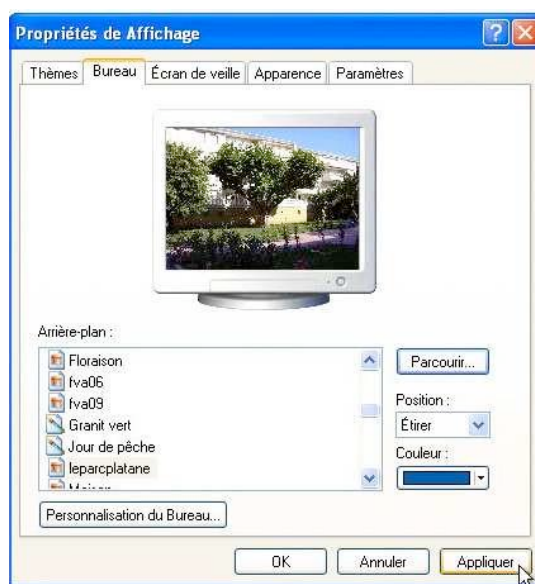 Propriétés de Affichage
Thèmes Bureau Écran de veille Apparence Paramètres
Arrière-plan :
Floraison
fva06
fva09
Granit vert
Jour de pêche
leparcplatane
Parcourir...
Position :
Étirer
Couleur :
Personnalisation du Bureau...
OK Annuler Appliquer